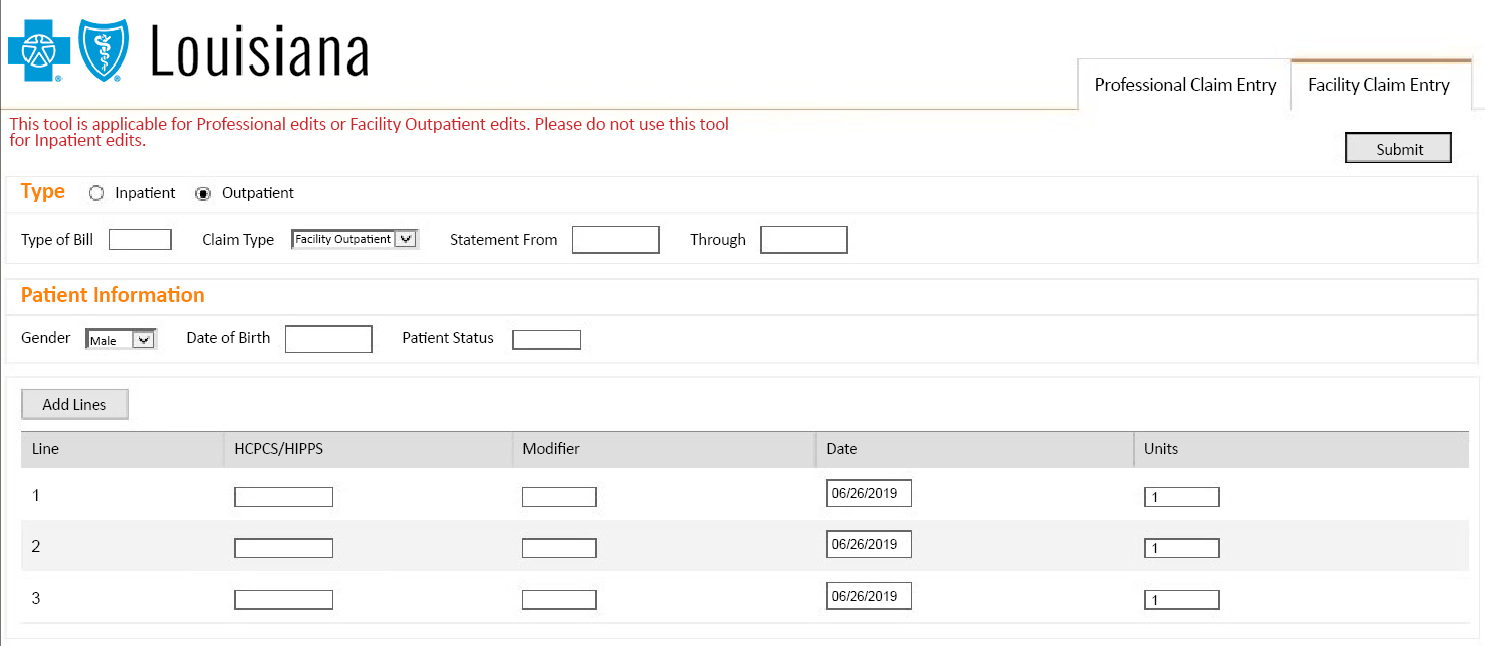 Louisiana
Professional Claim Entry Facility Claim Entry
This tool is applicable for Professional edits or Facility Outpatient edits. Please do not use this tool
for Inpatient edits.
Submit
Type Inpatient Outpatient
Type of Bill Claim Type Facility Outpatient Statement From Through
Patient Information
Gender Male Date of Birth Patient Status
Add Lines
Line HCPCS/HIPPS Modifier Date Units
1 06/26/2019 1
2 06/26/2019 1
3 06/26/2019 1